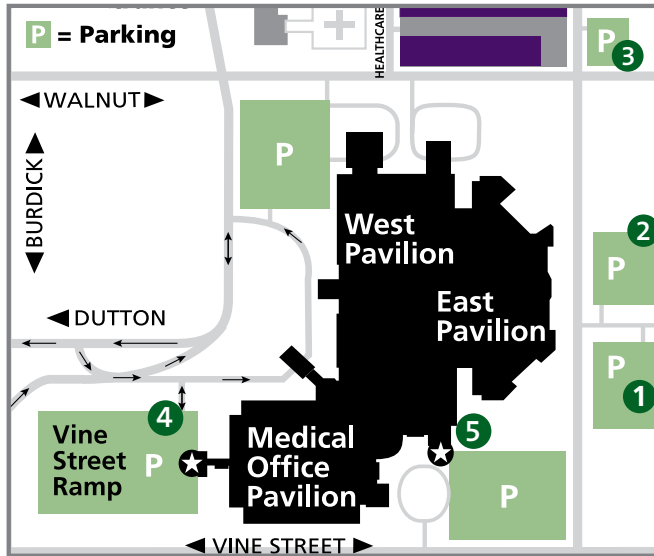 P = Parking
HEALTHCARE
P
3
WALNUT
P
BURDICK
West
Pavilion
2
P
East
Pavilion
DUTTON
P
1
4
5
Vine
Street
Ramp
P
Medical
Office
Pavilion
P
VINE STREET